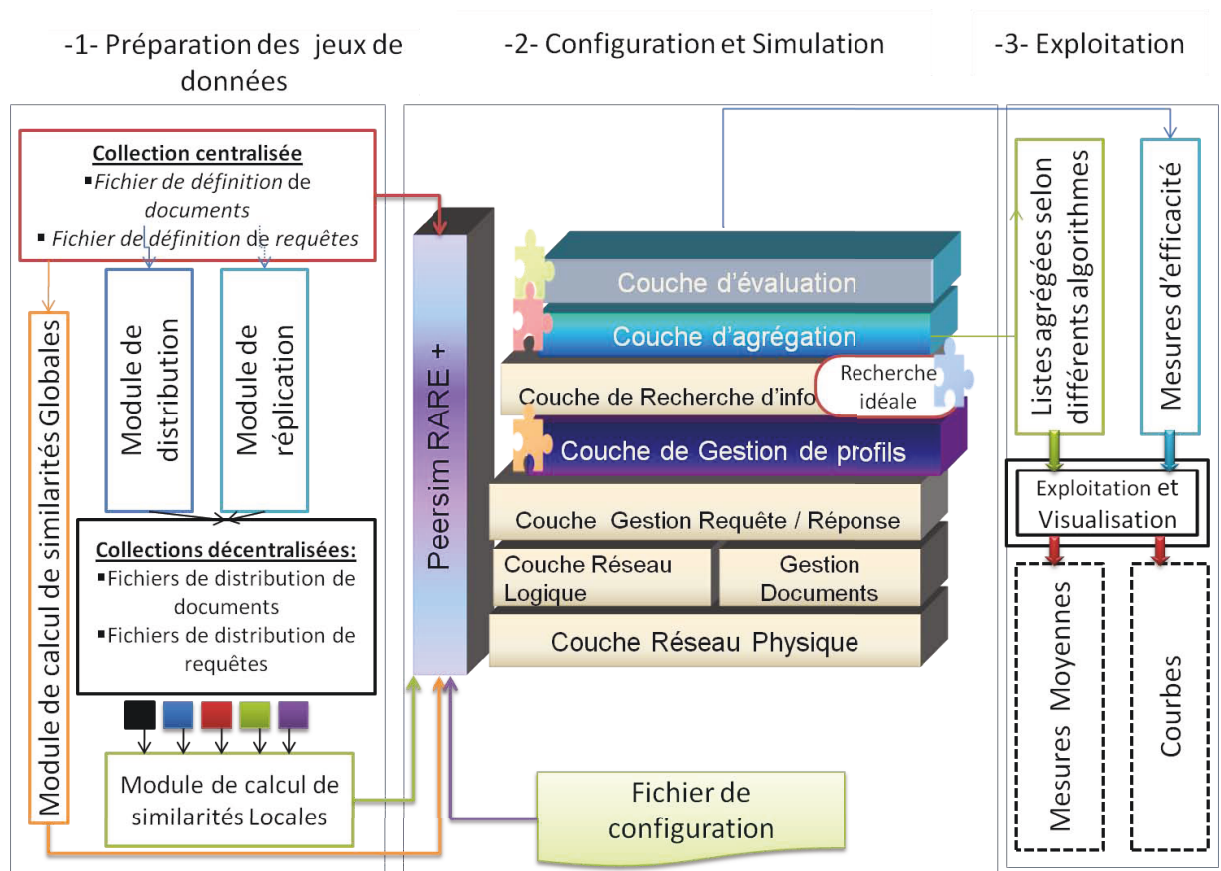 -1- Préparation des jeux de
données
-2- Configuration et Simulation
-3- Exploitation
Collection centralisée
▪Fichier de définition de
documents
▪ Fichier de définition de requêtes
Module de calcul de similarités Globales
Module de
distribution
Module de
réplication
Collections décentralisées:
▪Fichiers de distribution de
documents
▪Fichiers de distribution de
requêtes
Module de calcul de
similarités Locales
Peersim RARE +
Couche d'évaluation
Couche d'agrégation
Couche de Recherche d'info
Recherche
idéale
Couche de Gestion de profils
Couche Gestion Requête / Réponse
Couche Réseau
Logique
Gestion
Documents
Couche Réseau Physique
Fichier de
configuration
Listes agrégées selon
différents algorithmes
Mesures d'efficacité
Exploitation et
Visualisation
Mesures Moyennes
Courbes